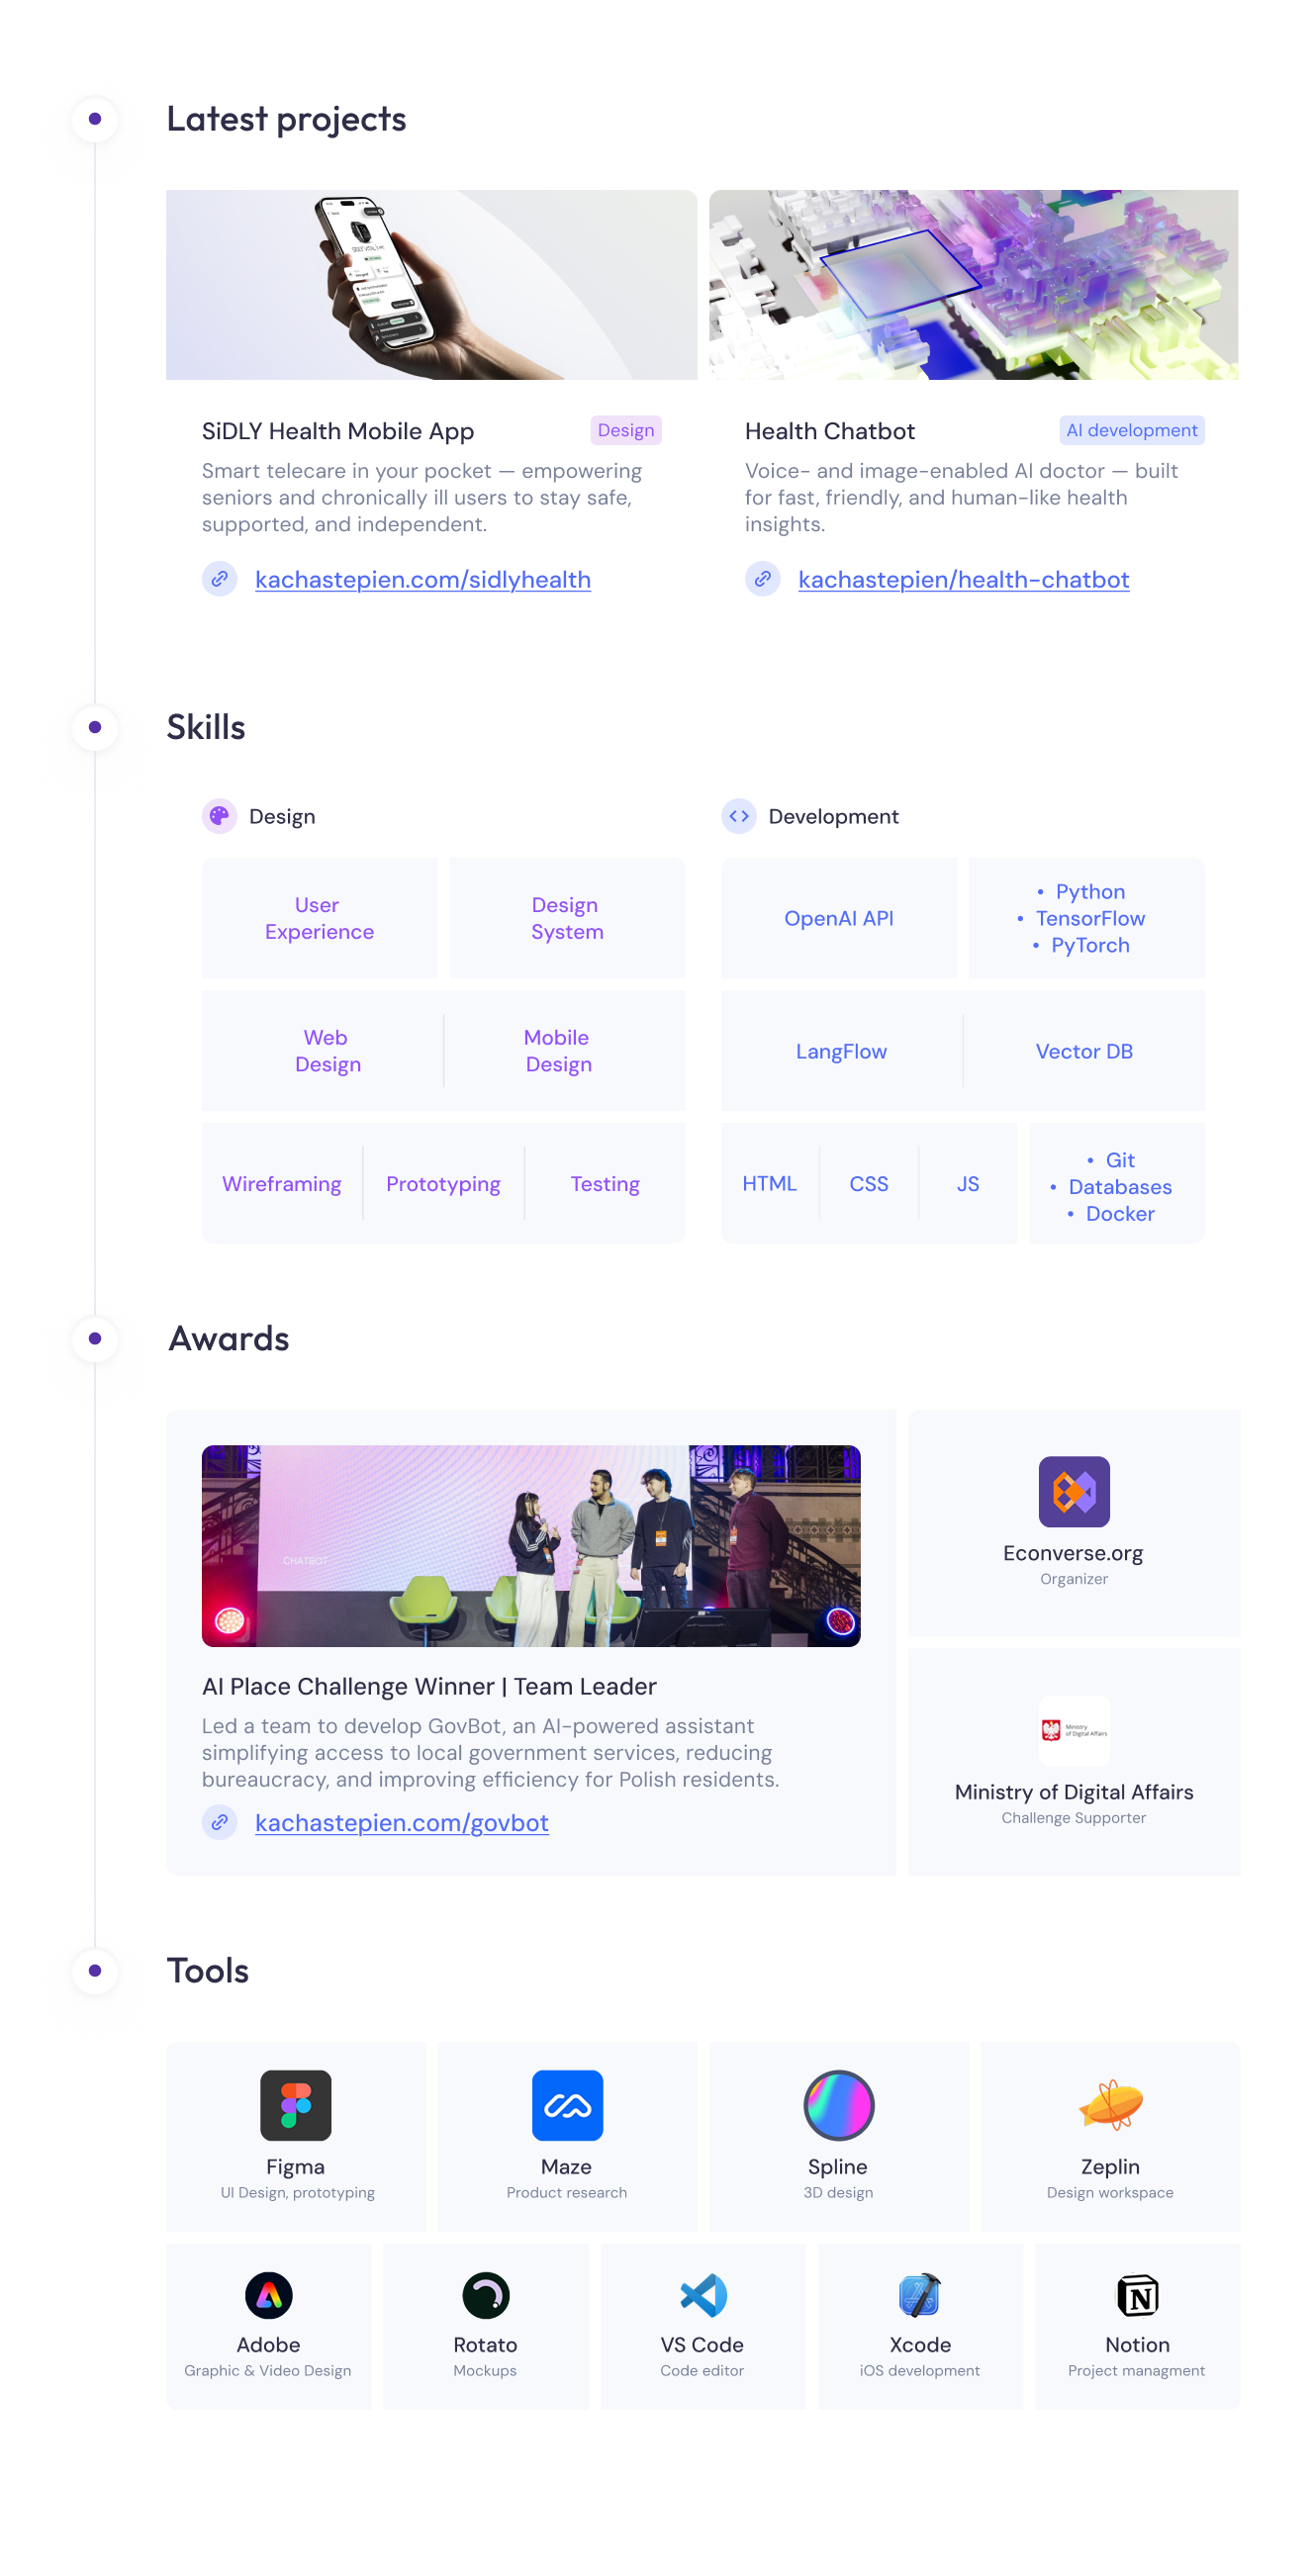 Latest projects
SiDLY Health Mobile App
Design
Smart telecare in your pocket — empowering
seniors and chronically ill users to stay safe,
supported, and independent.
kachastepien.com/sidlyhealth
Health Chatbot
AI development
Voice- and image-enabled AI doctor — built
for fast, friendly, and human-like health
insights.
kachastepien/health-chatbot
Skills
Design
User
Experience
Design
System
Web
Design
Mobile
Design
Wireframing
Prototyping
Testing
Development
OpenAI API
• Python
• TensorFlow
• PyTorch
LangFlow
Vector DB
HTML
CSS
JS
• Git
• Databases
• Docker
Awards
CHATBOT
AI Place Challenge Winner | Team Leader
Led a team to develop GovBot, an AI-powered assistant
simplifying access to local government services, reducing
bureaucracy, and improving efficiency for Polish residents.
kachastepien.com/govbot
Econverse.org
Organizer
Ministry
of Digital Affairs
Ministry of Digital Affairs
Challenge Supporter
Tools
Figma
UI Design, prototyping
Maze
Product research
Spline
3D design
Zeplin
Design workspace
Adobe
Graphic & Video Design
Rotato
Mockups
VS Code
Code editor
Xcode
iOS development
Notion
Project managment